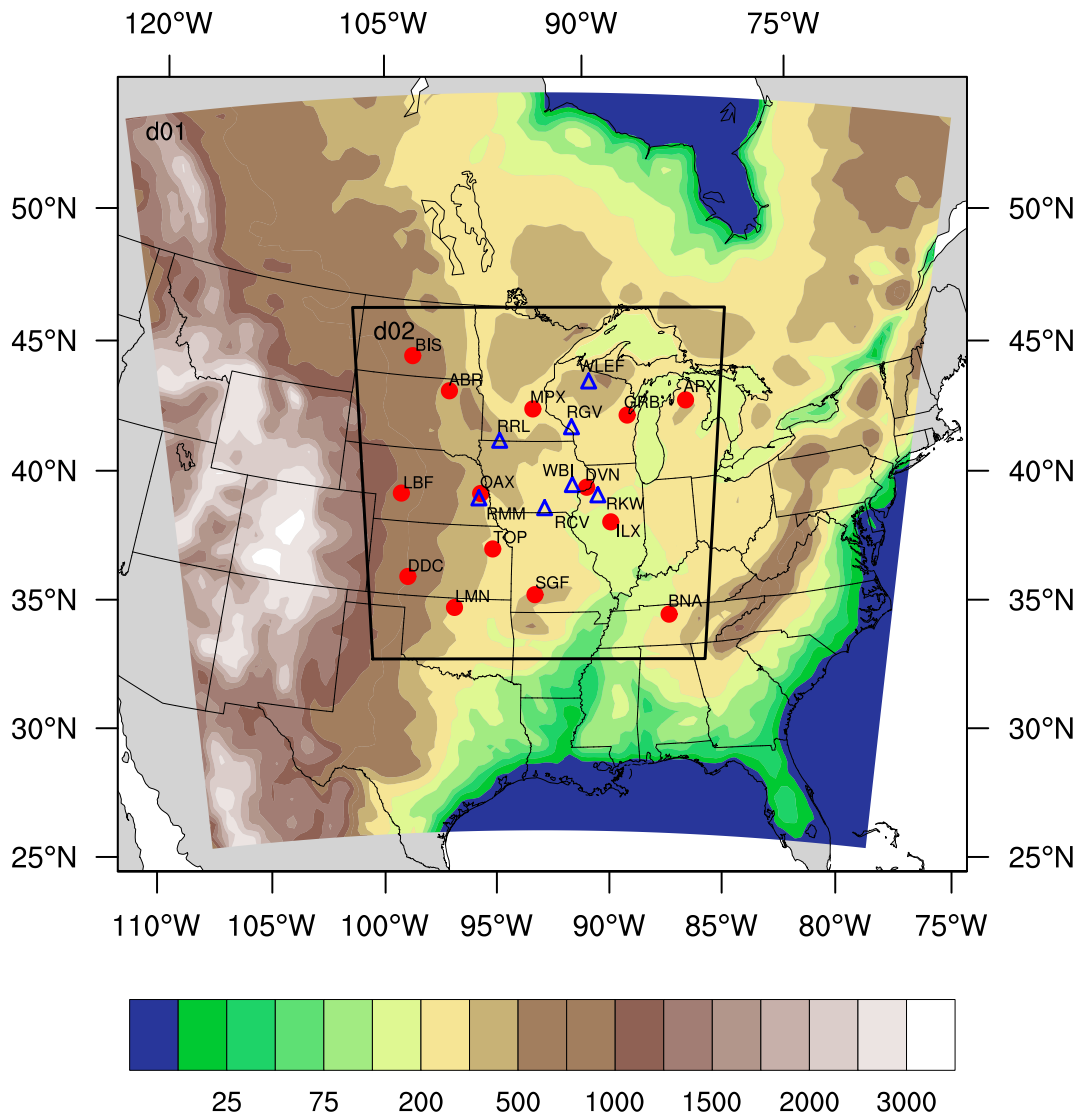 120°W 105°W 90°W 75°W
d01
50°N 50°N
45°N 45°N
d02
BIS
WLEF
ABR APX
MPX GRB
RGV
RRL
40°N 40°N
WBI DVN
LBF OAX
RKW
RMM RCV ILX
TOP
DDC SGF
35°N LMN BNA 35°N
30°N 30°N
25°N 25°N
110°W 105°W 100°W 95°W 90°W 85°W 80°W 75°W
25 75 200 500 1000 1500 2000 3000